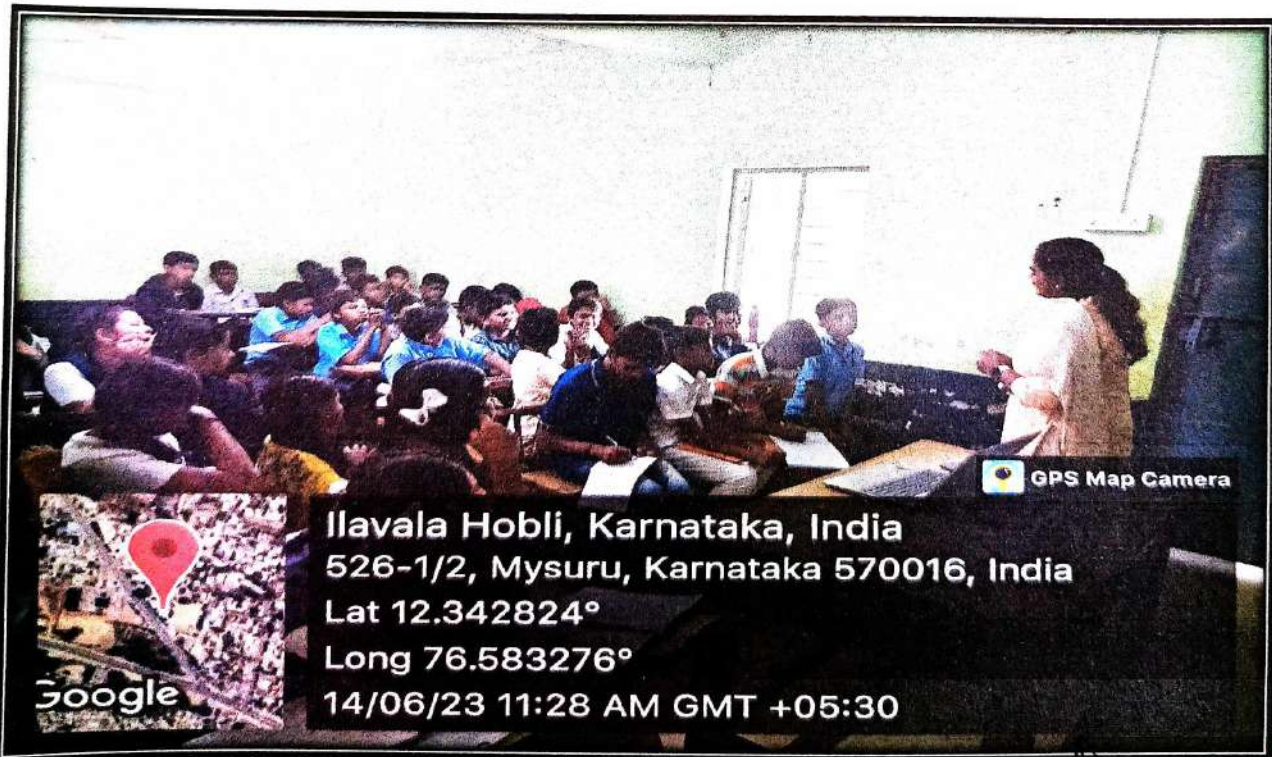 GPS Map Camera
Ilavala Hobli, Karnataka, India
526-1/2, Mysuru, Karnataka 570016, India
Lat 12.342824°
Long 76.583276°
14/06/23 11:28 AM GMT +05:30
Google